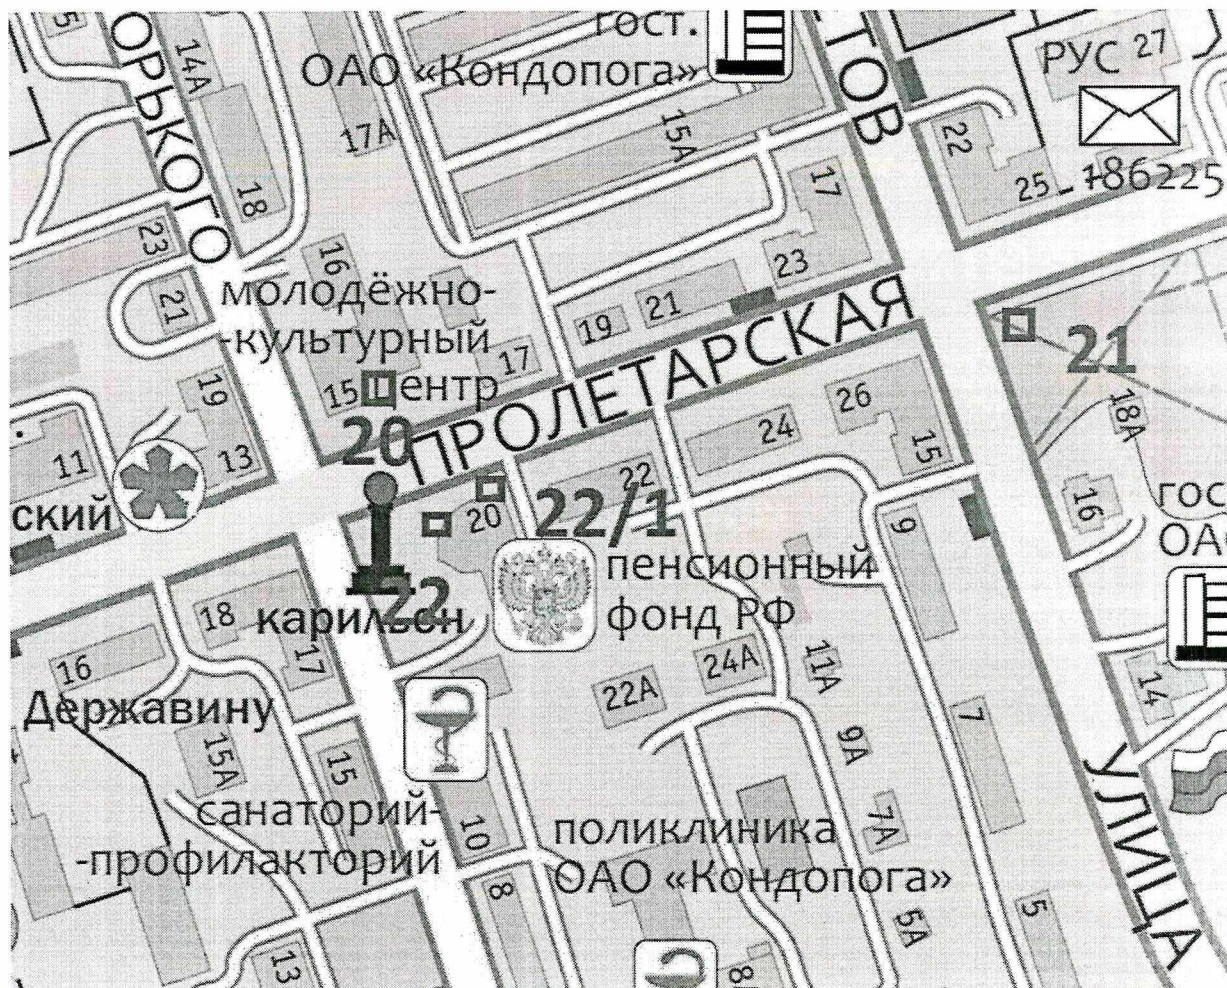 5
ОРЬКОГО
14А
гост.
ОАО «Кондопога»
ТОВ
РУС
27
17А
15А
22
17
25
186225
18
23
16
21
молодёжно-
-культурный
центр
15
20
17
19
21
23
ПРОЛЕТАРСКАЯ
21
18А
19
13
11
ский
26
24
22
15
16
20
22/1
22
карильон
пенсионный
фонд РФ
9
гос
ОА
18
17
16
Державину
15А
15
22А
24А
11А
9А
7
14
УЛИЦА
санаторий-
-профилакторий
10
поликлиника
ОАО «Кондопога»
7А
8
5А
5
13